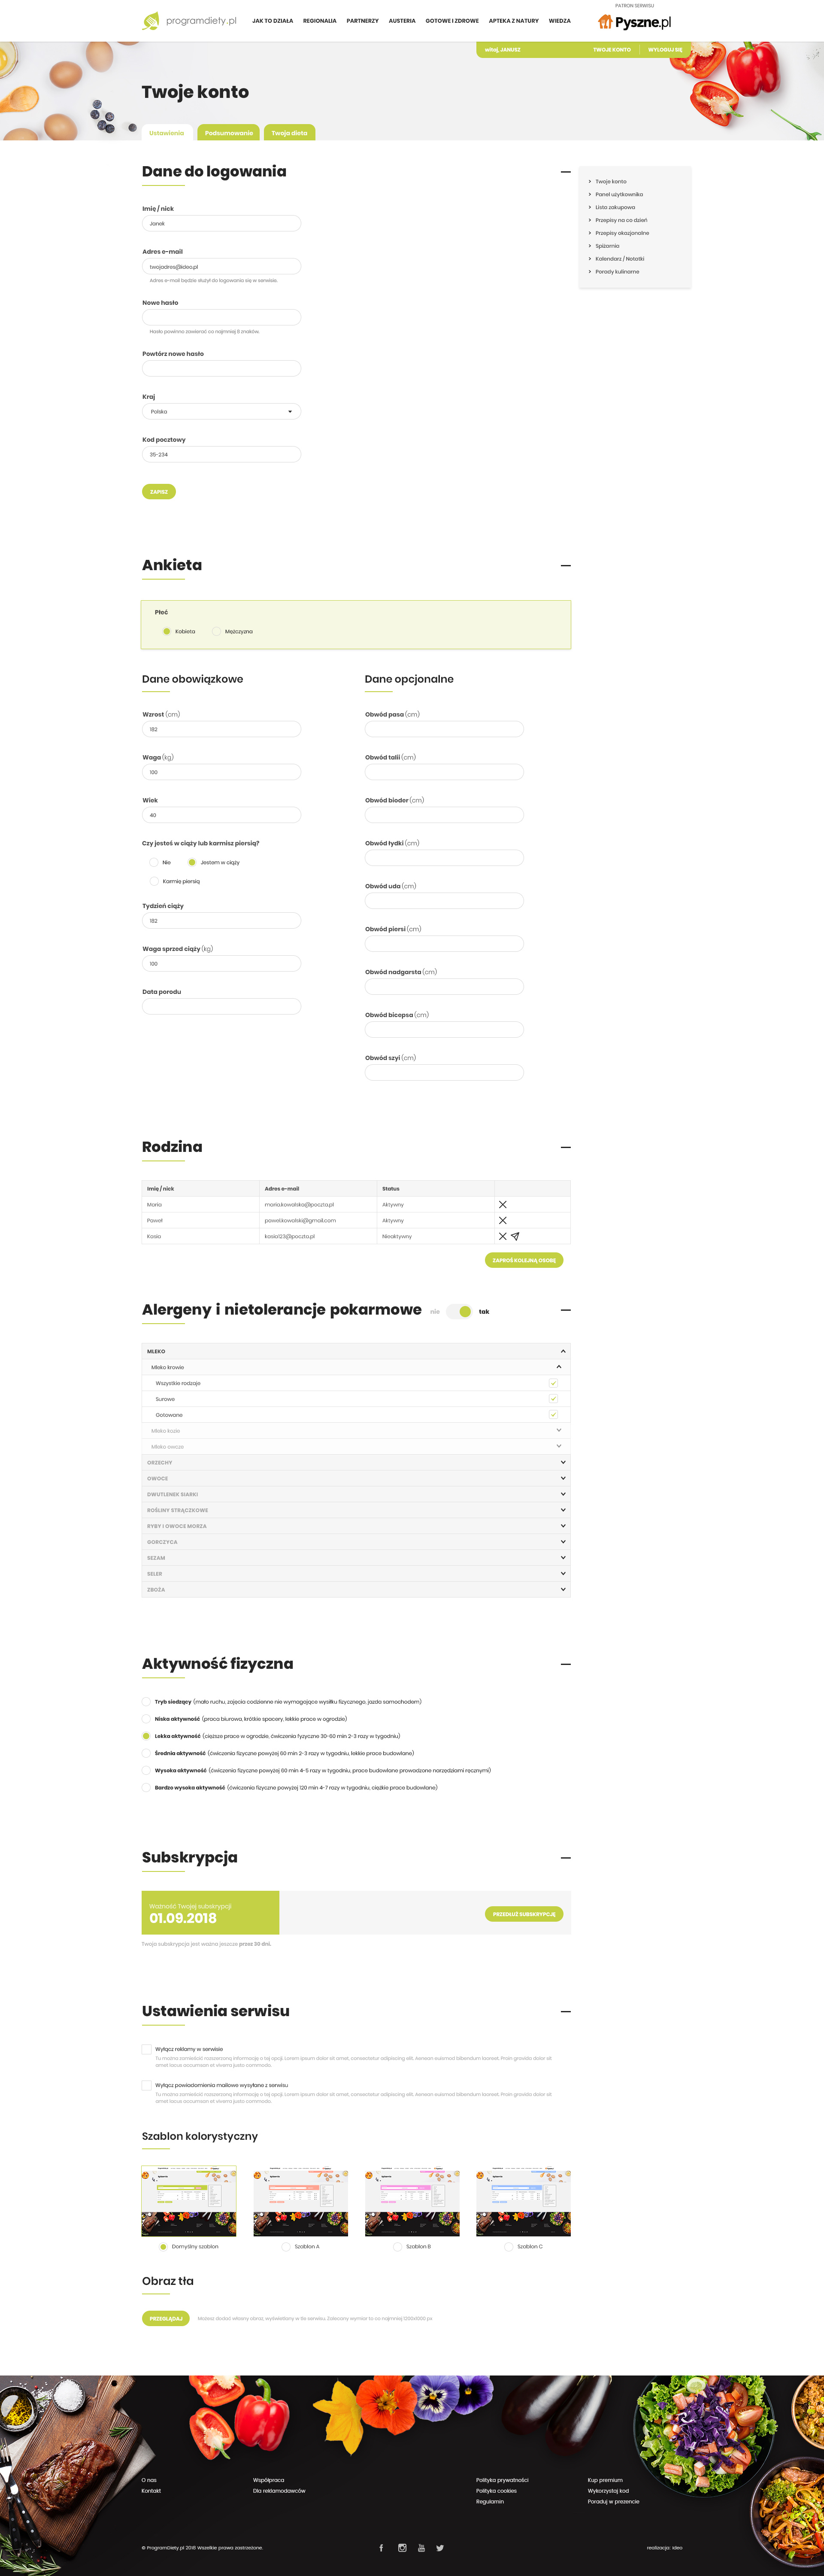 PATRON SERWISU
programdiety.pl
JAK TO DZIAŁA REGIONALIA PARTNERZY AUSTERIA GOTOWE I ZDROWE APTEKA Z NATURY WIEDZA
Pyszne.pl
witaj, JANUSZ TWOJE KONTO WYLOGUJ SIĘ
Twoje konto
Ustawienia Podsumowanie Twoja dieta
Dane do logowania
Imię / nick
Janek
Adres e-mail
twojadres@ideo.pl
Adres e-mail będzie służył do logowania się w serwisie.
Nowe hasło
Hasło powinno zawierać co najmniej 8 znaków.
Powtórz nowe hasło
Kraj
Polska
Kod pocztowy
35-234
ZAPISZ
Twoje konto
Panel użytkownika
Lista zakupowa
Przepisy na co dzień
Przepisy okazjonalne
Spiżarnia
Kalendarz / Notatki
Porady kulinarne
Ankieta
Płeć
Kobieta Mężczyzna
Dane obowiązkowe
Wzrost (cm)
182
Waga (kg)
100
Wiek
40
Czy jesteś w ciąży lub karmisz piersią?
Nie Jestem w ciąży
Karmię piersią
Tydzień ciąży
182
Waga sprzed ciąży (kg)
100
Data porodu
Dane opcjonalne
Obwód pasa (cm)
Obwód talii (cm)
Obwód bioder (cm)
Obwód łydki (cm)
Obwód uda (cm)
Obwód piersi (cm)
Obwód nadgarsta (cm)
Obwód bicepsa (cm)
Obwód szyi (cm)
Rodzina
Imię / nick Adres e-mail Status
Maria maria.kowalska@poczta.pl Aktywny
Paweł pawel.kowalski@gmail.com Aktywny
Kasia kasia123@poczta.pl Nieaktywny
ZAPROŚ KOLEJNĄ OSOBĘ
Alergeny i nietolerancje pokarmowe nie tak
MLEKO
Mleko krowie
Wszystkie rodzaje
Surowe
Gotowane
Mleko kozie
Mleko owcze
ORZECHY
OWOCE
DWUTLENEK SIARKI
ROŚLINY STRĄCZKOWE
RYBY I OWOCE MORZA
GORCZYCA
SEZAM
SELER
ZBOŻA
Aktywność fizyczna
Tryb siedzący (mało ruchu, zajęcia codzienne nie wymagające wysiłku fizycznego, jazda samochodem)
Niska aktywność (praca biurowa, krótkie spacery, lekkie prace w ogrodzie)
Lekka aktywność (cięższe prace w ogrodzie, ćwiczenia fyzyczne 30-60 min 2-3 razy w tygodniu)
Średnia aktywność (ćwiczenia fizyczne powyżej 60 min 2-3 razy w tygodniu, lekkie prace budowlane)
Wysoka aktywność (ćwiczenia fizyczne powyżej 60 min 4-5 razy w tygodniu, prace budowlane prowadzone narzędziami ręcznymi)
Bardzo wysoka aktywność (ćwiczenia fizyczne powyżej 120 min 4-7 razy w tygodniu, ciężkie prace budowlane)
Subskrypcja
Ważność Twojej subskrypcji
01.09.2018
PRZEDŁUŻ SUBSKRYPCJĘ
Twoja subskrypcja jest ważna jeszcze przez 30 dni.
Ustawienia serwisu
Wyłącz reklamy w serwisie
Tu można zamieścić rozszerzoną informację o tej opcji. Lorem ipsum dolor sit amet, consectetur adipiscing elit. Aenean euismod bibendum laoreet. Proin gravida dolor sit
amet lacus accumsan et viverra justo commodo.
Wyłącz powiadomienia mailowe wysyłane z serwisu
Tu można zamieścić rozszerzoną informację o tej opcji. Lorem ipsum dolor sit amet, consectetur adipiscing elit. Aenean euismod bibendum laoreet. Proin gravida dolor sit
amet lacus accumsan et viverra justo commodo.
Szablon kolorystyczny
Domyślny szablon Szablon A Szablon B Szablon C
Obraz tła
PRZEGLĄDAJ
Możesz dodać własny obraz, wyświetlany w tle serwisu. Zalecany wymiar to co najmniej
O nas Współpraca Polityka prywatności Kup premium
Kontakt Dla reklamodawców Polityka cookies Wykorzystaj kod
Regulamin Poraduj w prezencie
© ProgramDiety.pl 2018 Wszelkie prawa zastrzeżone.
realizacja: ideo